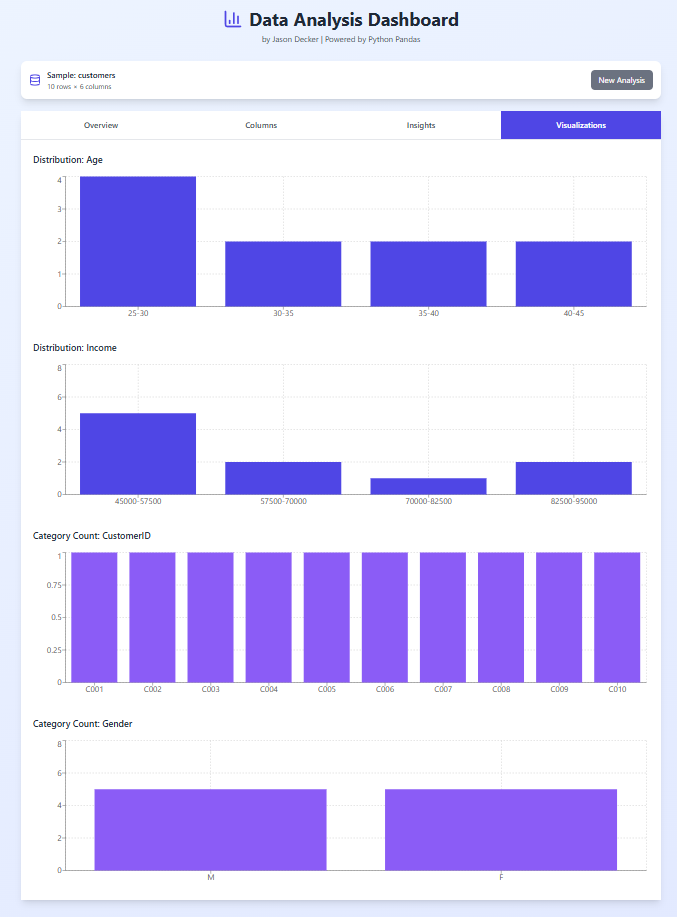 Data Analysis Dashboard
by Jason Decker | Powered by Python Pandas
Sample: customers
10 rows • 6 columns
New Analysis
Overview Columns Insights Visualizations
Distribution: Age
4
3
2
1
0
25-30 30-35 35-40 40-45
Distribution: Income
8
6
4
2
0
45000-57500 57500-70000 70000-82500 82500-95000
Category Count: CustomerID
1
0.75
0.5
0.25
0
C001 C002 C003 C004 C005 C006 C007 C008 C009 C010
Category Count: Gender
8
6
4
2
0
M F